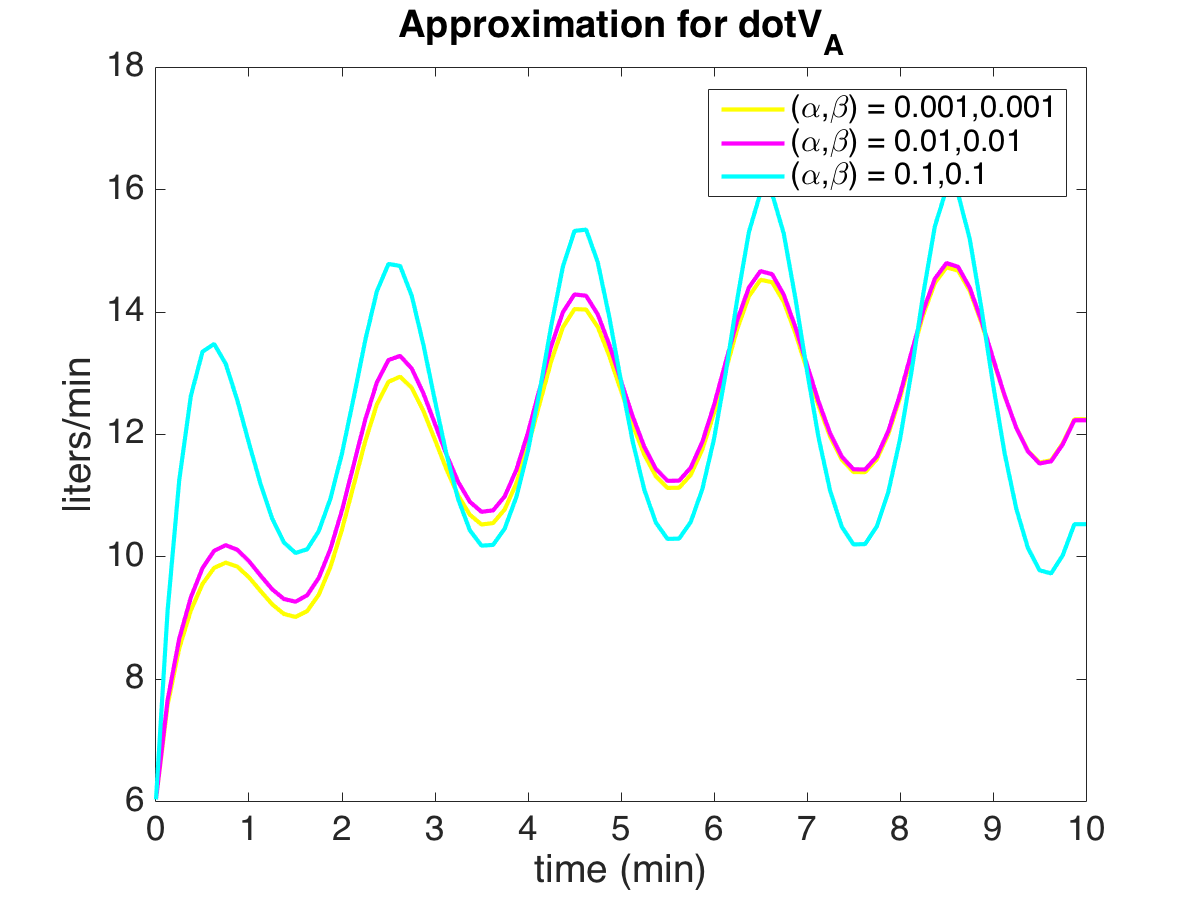 Approximation for dotV_A
18
16
14
12
10
8
6
0 1 2 3 4 5 6 7 8 9 10
liters/min
time (min)
(α,β) = 0.001,0.001
(α,β) = 0.01,0.01
(α,β) = 0.1,0.1